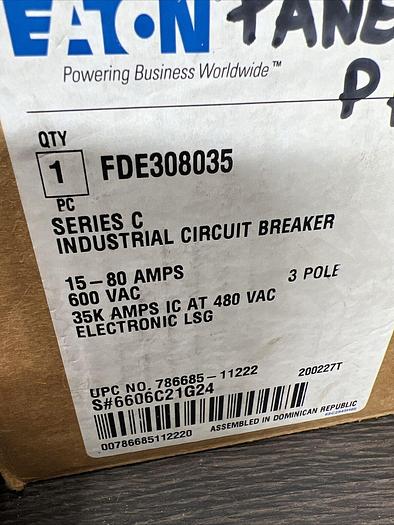 EATON PANE
Powering Business Worldwide™
P
QTY
1 FDE308035
PC
SERIES C
INDUSTRIAL CIRCUIT BREAKER
15-80 AMPS 3 POLE
600 VAC
35K AMPS IC AT 480 VAC
ELECTRONIC LSG
UPC NO. 786685-11222 200227T
S#6606C21G24
00786685112220 ASSEMBLED IN DOMINICAN REPUBLIC